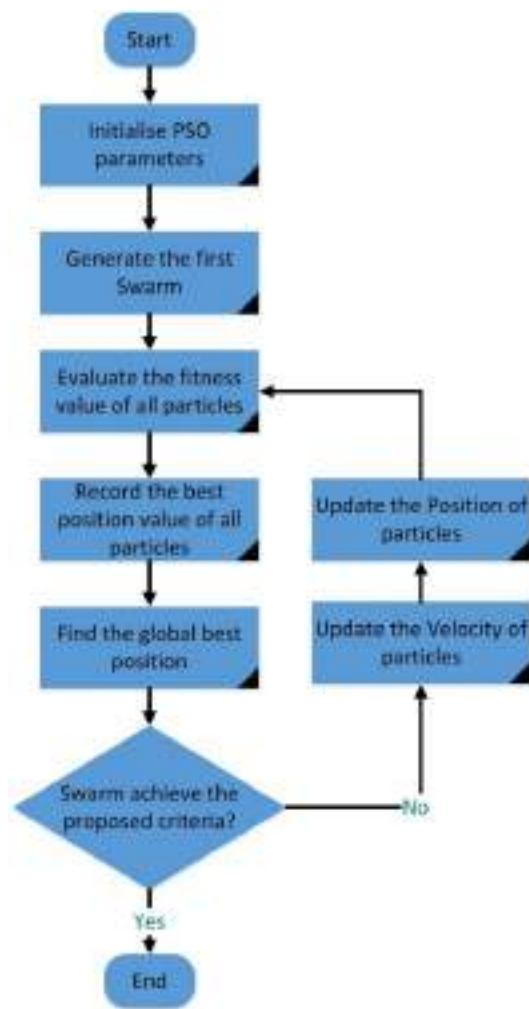 Start
Initialise PSO
parameters
Generate the first
Swarm
Evaluate the fitness
value of all particles
Record the best
position value of all
particles
Find the global best
position
Swarm achieve the
proposed criteria?
Yes
End
No
Update the Velocity of
particles
Update the Position of
particles